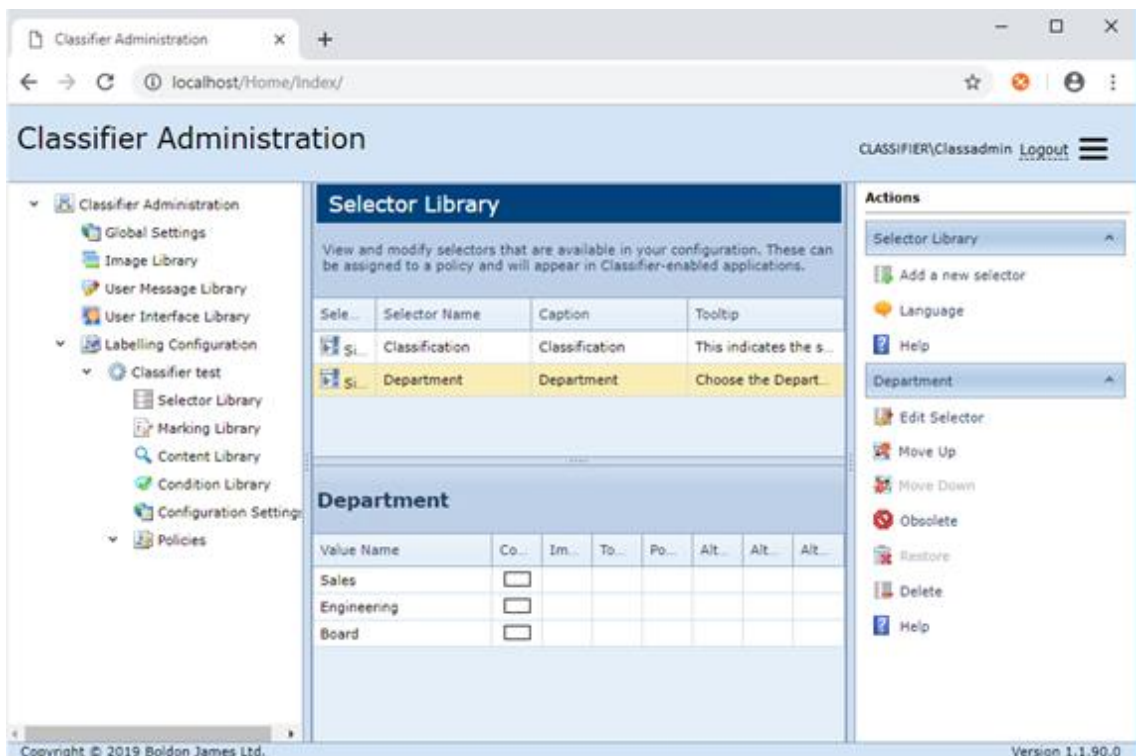 Classifier Administration
localhost/Home/Index/
Classifier Administration
CLASSIFIER\Classadmin Logout
Classifier Administration
Global Settings
Image Library
User Message Library
User Interface Library
Labelling Configuration
Classifier test
Selector Library
Marking Library
Content Library
Condition Library
Configuration Settings
Policies
Selector Library
View and modify selectors that are available in your configuration. These can
be assigned to a policy and will appear in Classifier-enabled applications.
Sele... Selector Name Caption Tooltip
Si... Classification Classification This indicates the s...
Si... Department Department Choose the Depart...
Department
Value Name Co... Im... To... Po... Alt... Alt... Alt...
Sales
Engineering
Board
Actions
Selector Library
Add a new selector
Language
Help
Department
Edit Selector
Move Up
Move Down
Obsolete
Restore
Delete
Help
Copyright © 2019 Boldon James Ltd.
Version 1.1.90.0